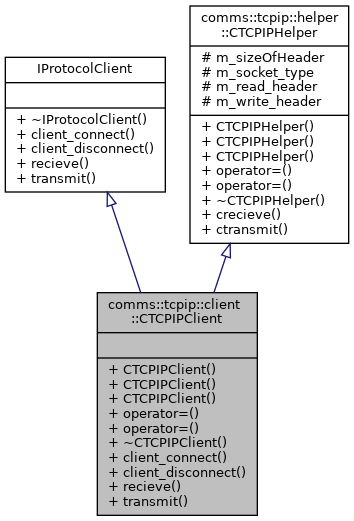 IProtocolClient
+ ~IProtocolClient()
+ client_connect()
+ client_disconnect()
+ recieve()
+ transmit()
comms::tcpip::helper
::CTCPIPHelper
# m_sizeOfHeader
# m_socket_type
# m_read_header
# m_write_header
+ CTCPIPHelper()
+ CTCPIPHelper()
+ CTCPIPHelper()
+ operator=()
+ operator=()
+ ~CTCPIPHelper()
+ crecieve()
+ ctransmit()
comms::tcpip::client
::CTCPIPClient
+ CTCPIPClient()
+ CTCPIPClient()
+ CTCPIPClient()
+ operator=()
+ operator=()
+ ~CTCPIPClient()
+ client_connect()
+ client_disconnect()
+ recieve()
+ transmit()